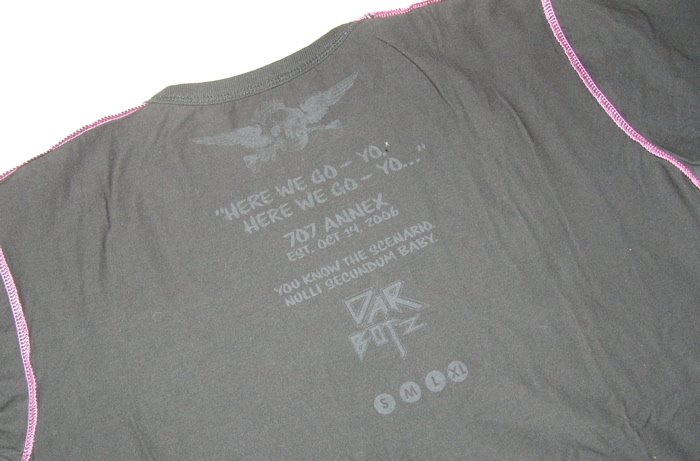 "HERE WE GO – YO...
HERE WE GO – YO..."
707 ANNEX
EST. OCT 14, 2006
YOU KNOW THE SCENARIO
NULLI SECUNDUM BABY.
DAR
BOTZ
S M L XL